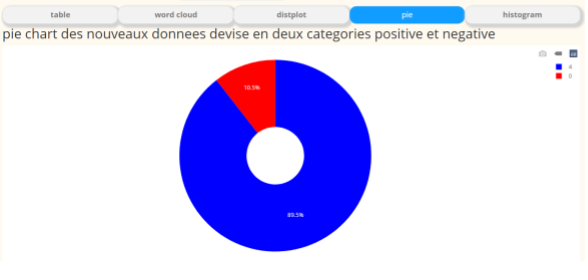 table
word cloud
distplot
pie
histogram
pie chart des nouveaux donnees devise en deux categories positive et negative
4
0
10.5%
89.5%